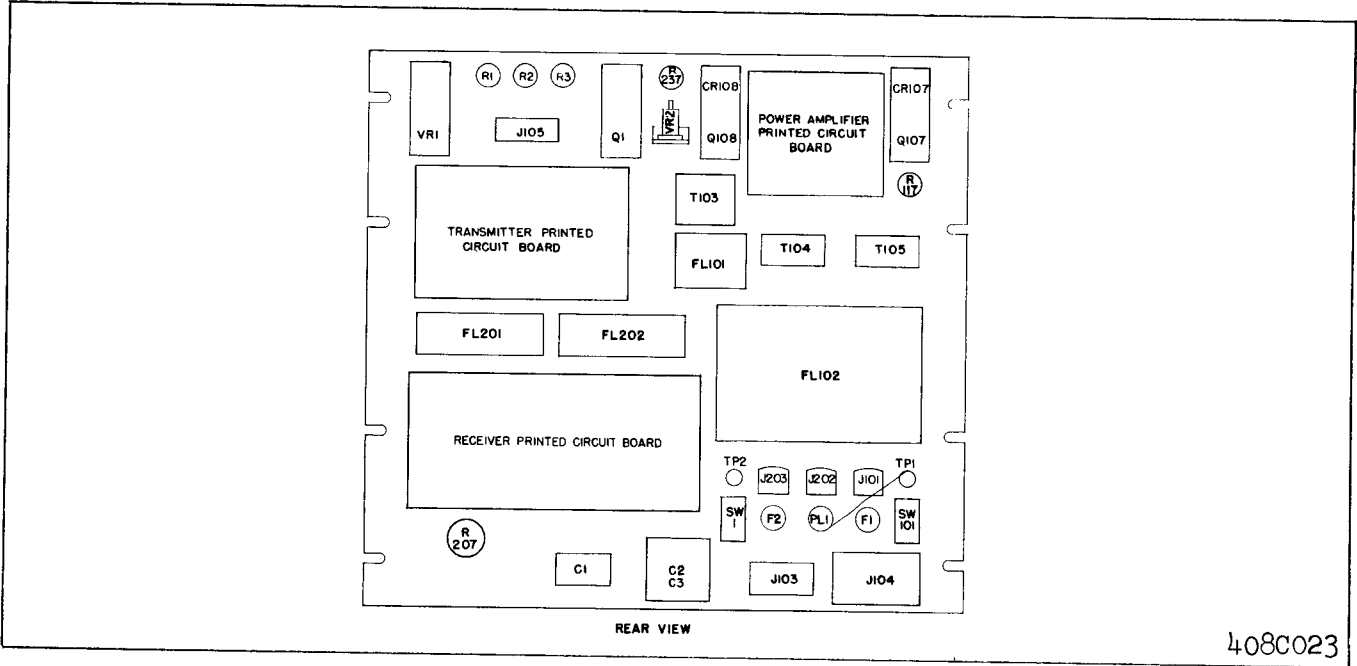 R1 R2 R3
R
237
CR108
CR107
VR1
J105
Q1
VR2
Q108
POWER AMPLIFIER
PRINTED CIRCUIT
BOARD
Q107
R
117
T103
TRANSMITTER PRINTED
CIRCUIT BOARD
FL101
T104
T105
FL201
FL202
FL102
RECEIVER PRINTED CIRCUIT BOARD
TP2
TP1
J203
J202
J101
SW
1
F2
PL1
F1
SW
101
R
207
C1
C2
C3
J103
J104
REAR VIEW
408C023